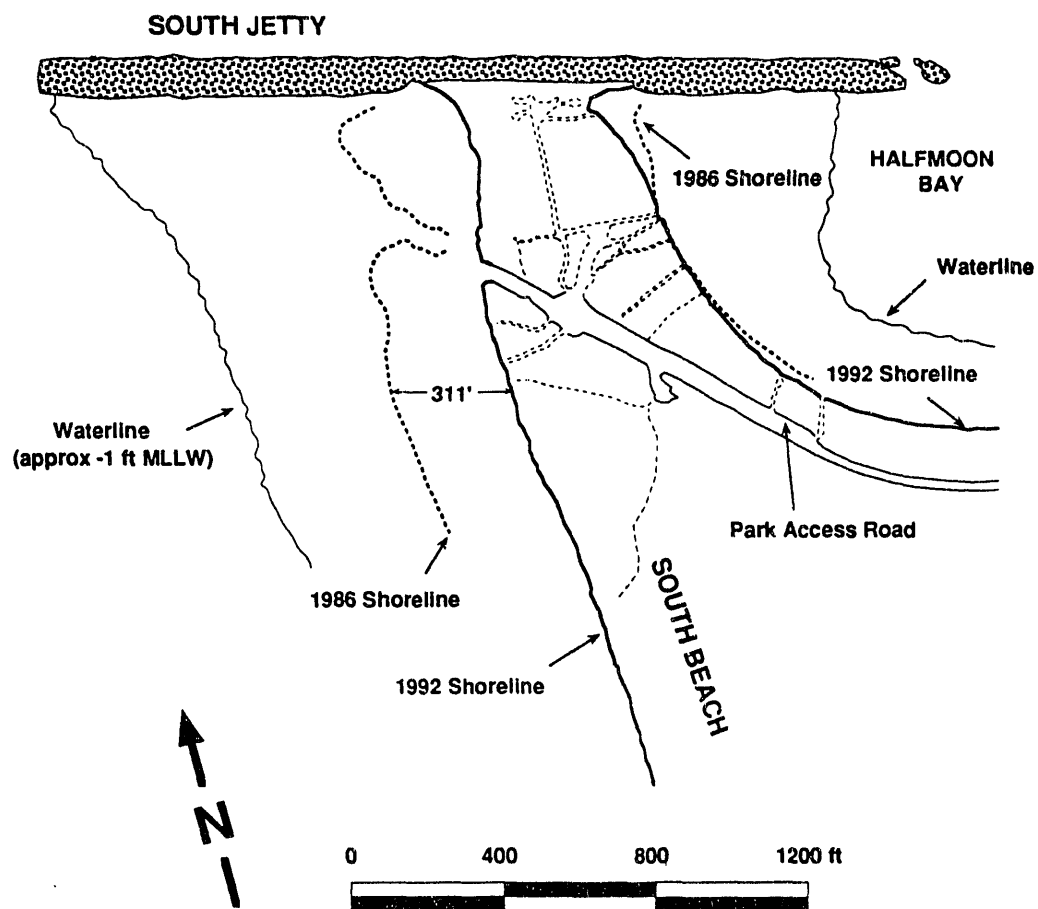 SOUTH JETTY
1986 Shoreline
HALFMOON
BAY
Waterline
1992 Shoreline
311'
Waterline
(approx -1 ft MLLW)
Park Access Road
1986 Shoreline
SOUTH BEACH
1992 Shoreline
N
0 400 800 1200 ft